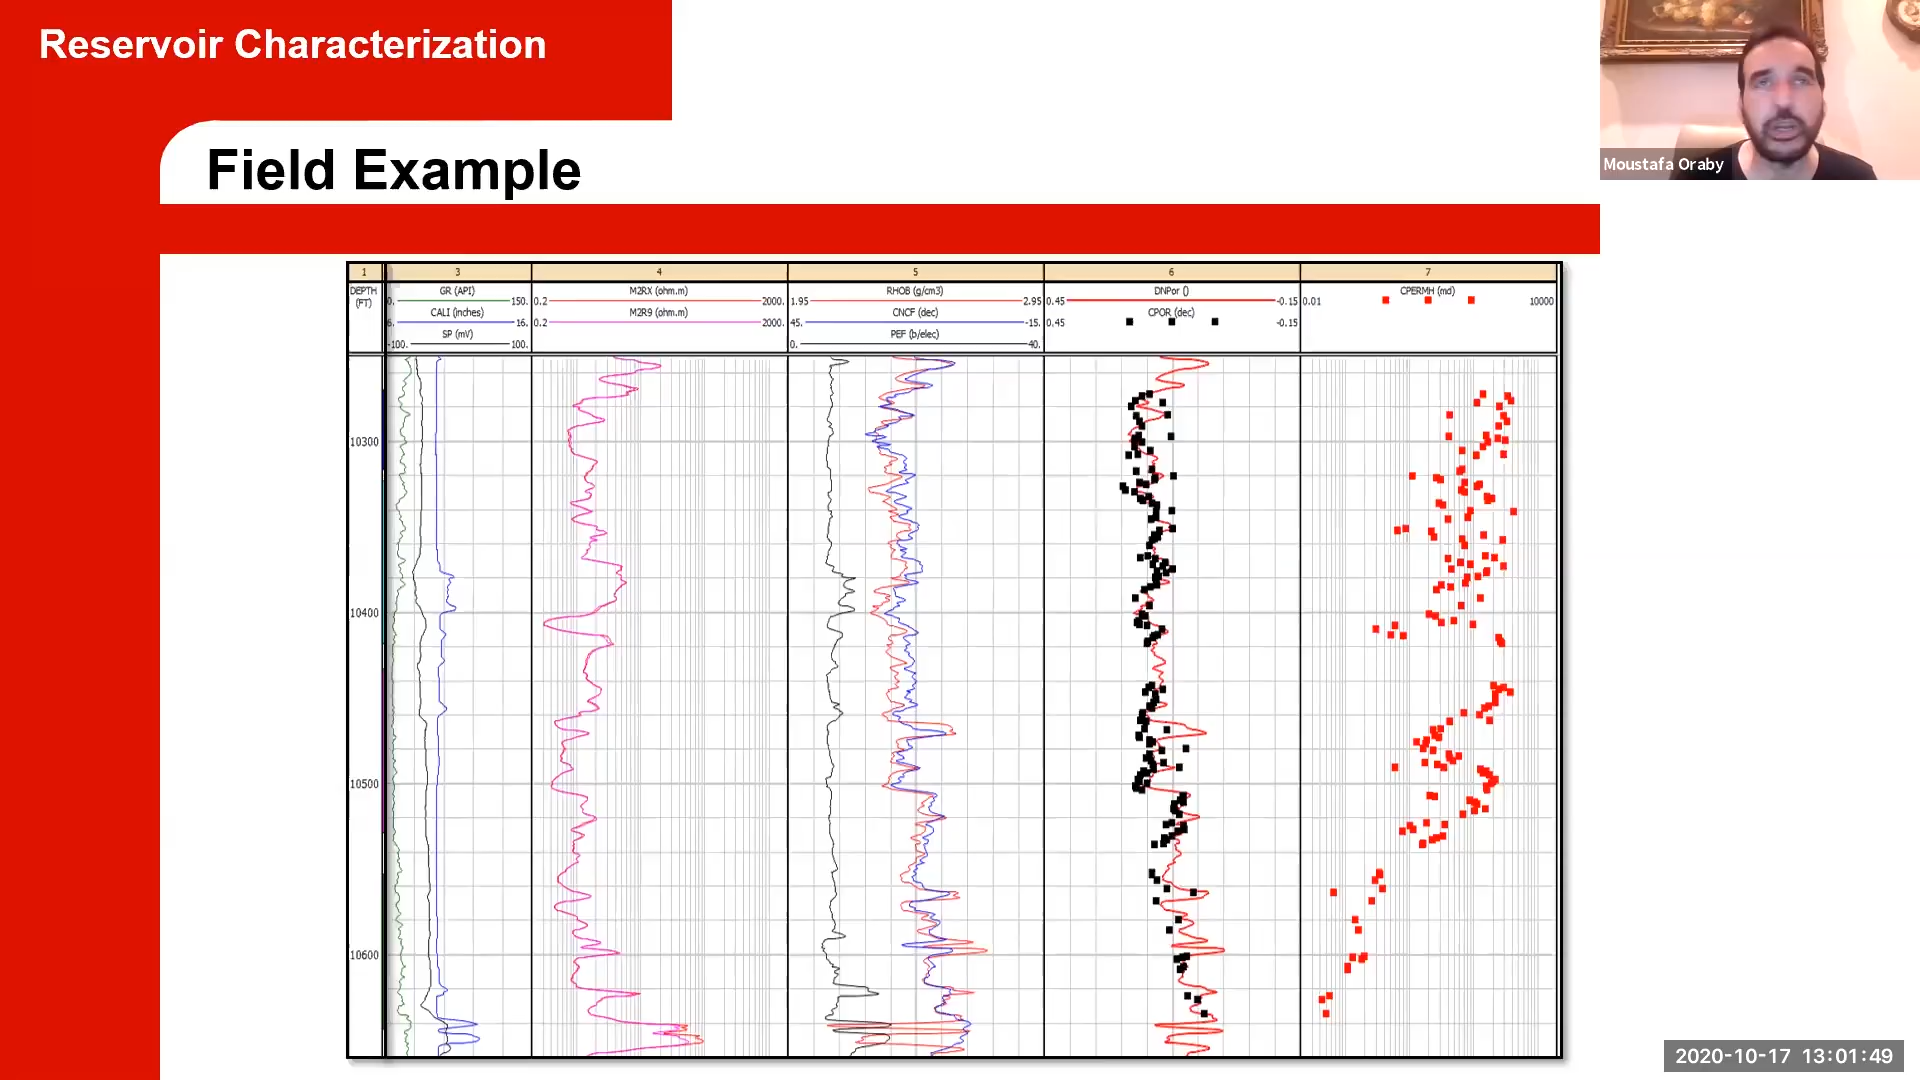 Reservoir Characterization
Field Example
Moustafa Oraby
1 3 4 5 6 7
DEPTH (FT)
GR (API)
0. 150.
CALI (inches)
6. 16.
SP (mV)
-100. 100.
M2RX (ohm.m)
0.2 2000.
M2R9 (ohm.m)
0.2 2000.
RHOB (g/cm3)
1.95 2.95
CNCF (dec)
45. -15.
PEF (b/elec)
0. 40.
DNPor ()
0.45 -0.15
CPOR (dec)
0.45 -0.15
CPERMH (md)
0.01 10000
10300
10400
10500
10600
2020-10-17 13:01:49